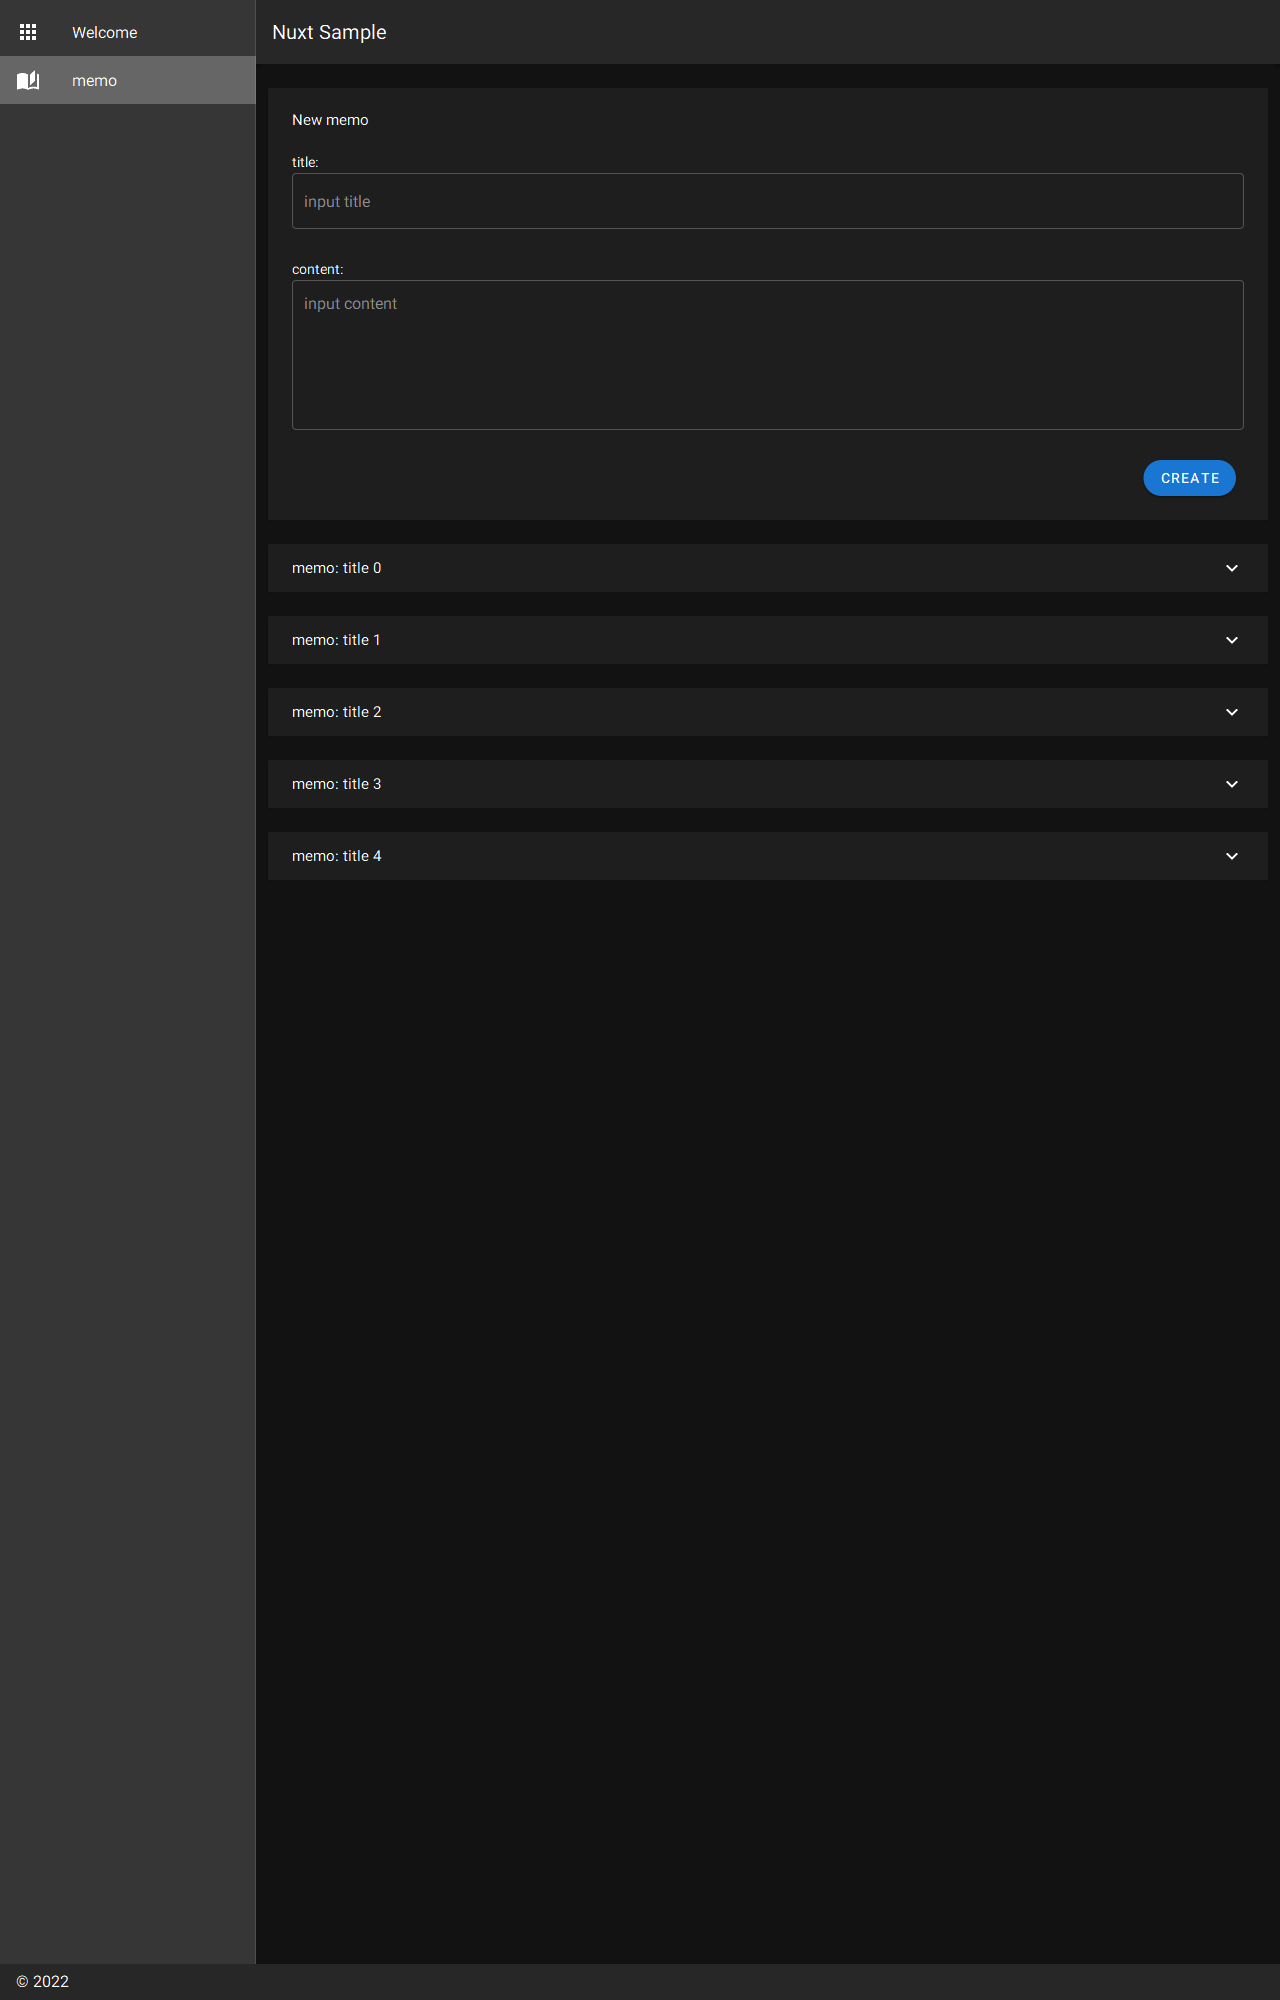 Welcome
memo
Nuxt Sample
New memo
title:
input title
content:
input content
CREATE
memo: title 0
memo: title 1
memo: title 2
memo: title 3
memo: title 4
© 2022